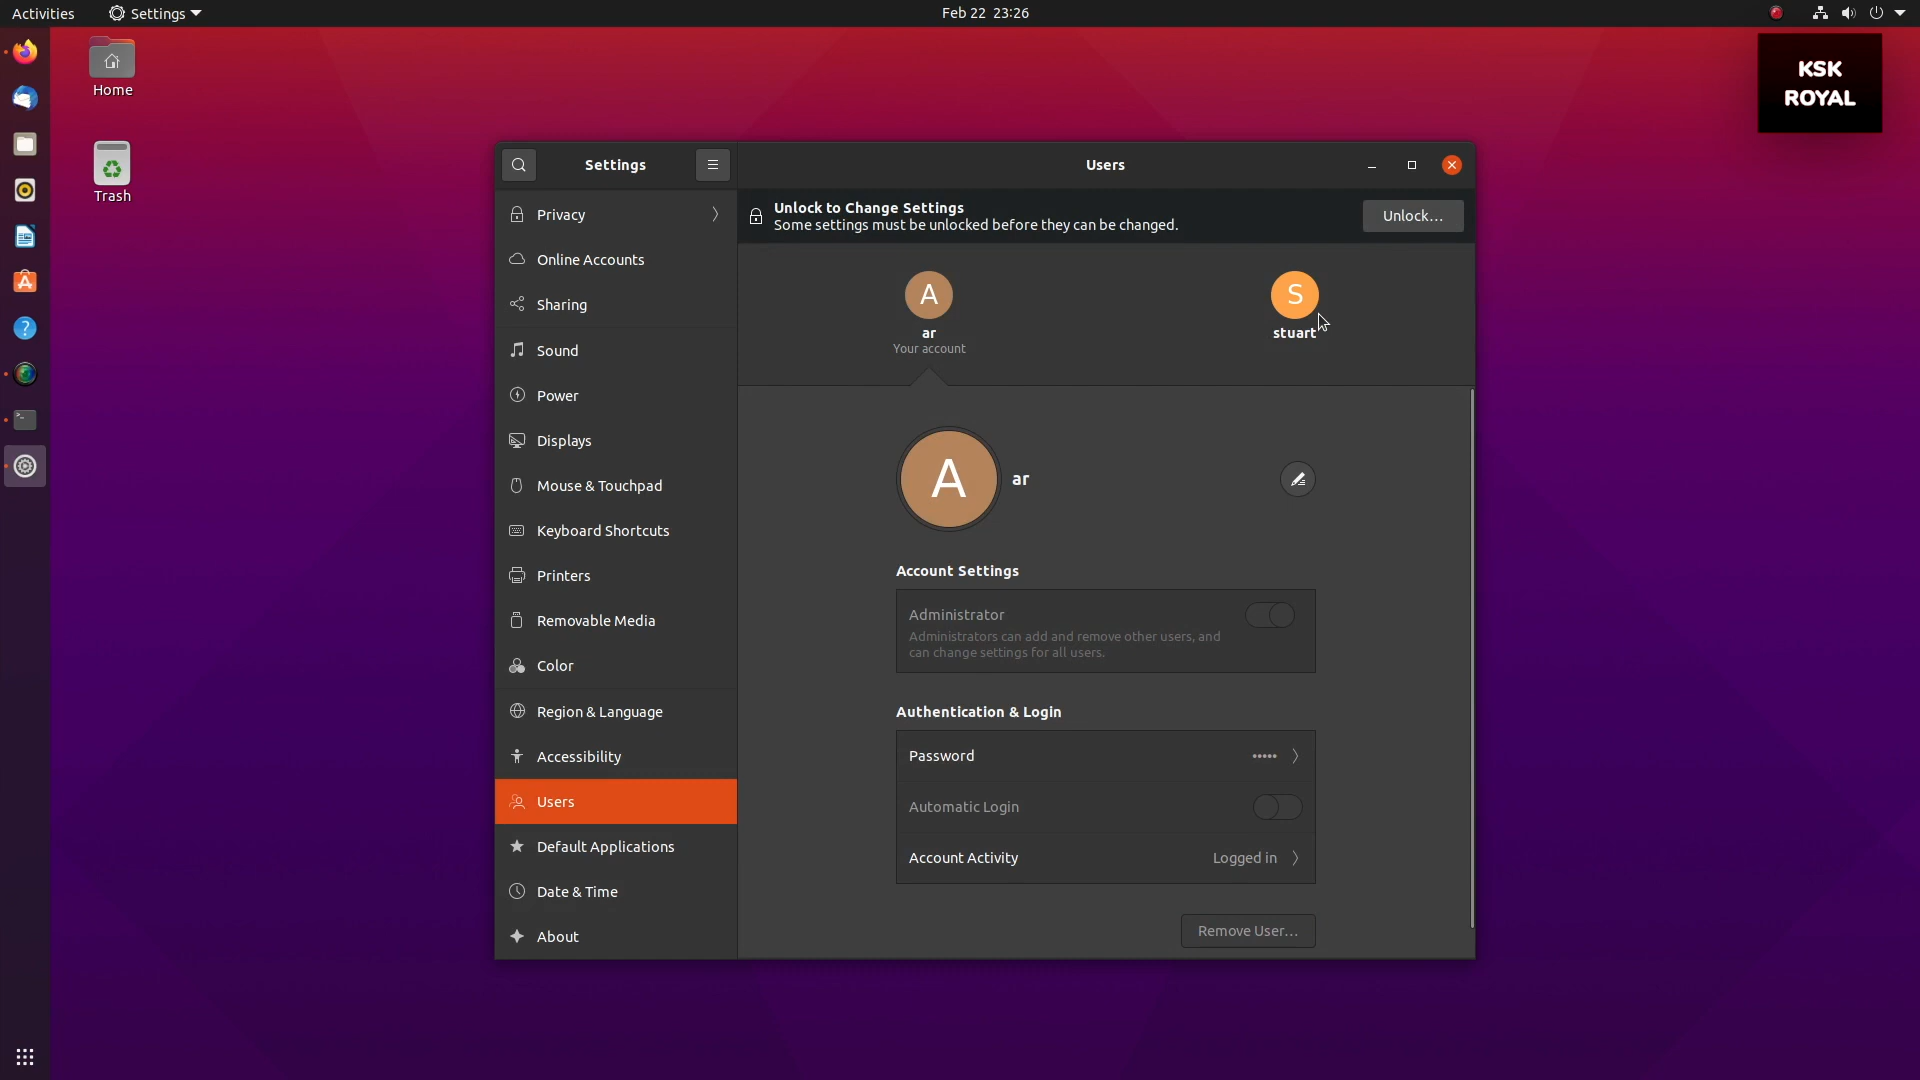 Activities
Settings
Feb 22 23:26
Home
Trash
KSK
ROYAL
Settings
Users
Unlock to Change Settings
Some settings must be unlocked before they can be changed.
Unlock...
Privacy
Online Accounts
Sharing
Sound
Power
Displays
Mouse & Touchpad
Keyboard Shortcuts
Printers
Removable Media
Color
Region & Language
Accessibility
Users
Default Applications
Date & Time
About
A
ar
Your account
S
stuart
A
ar
Account Settings
Administrator
Administrators can add and remove other users, and
can change settings for all users.
Authentication & Login
Password •••••
Automatic Login
Account Activity Logged in
Remove User...